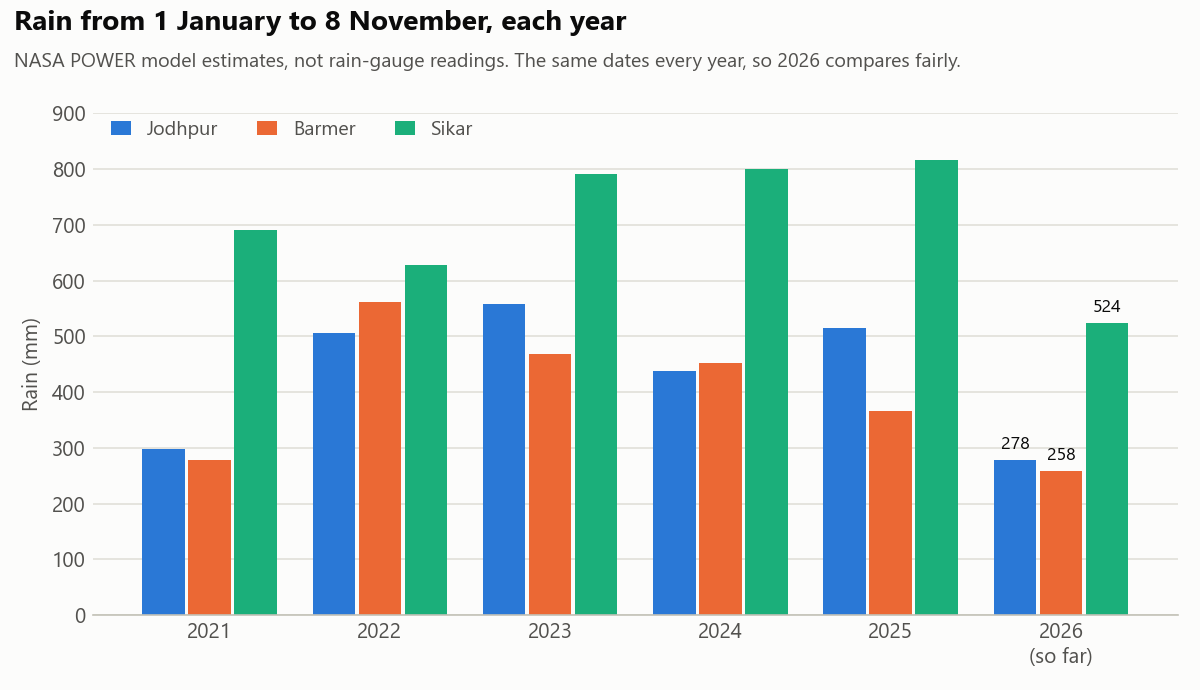 Rain from 1 January to 8 November, each year
NASA POWER model estimates, not rain-gauge readings. The same dates every year, so 2026 compares fairly.
Jodhpur Barmer Sikar
Rain (mm)
900
800
700
600
500
400
300
200
100
0
524
278
258
2021 2022 2023 2024 2025 2026
(so far)